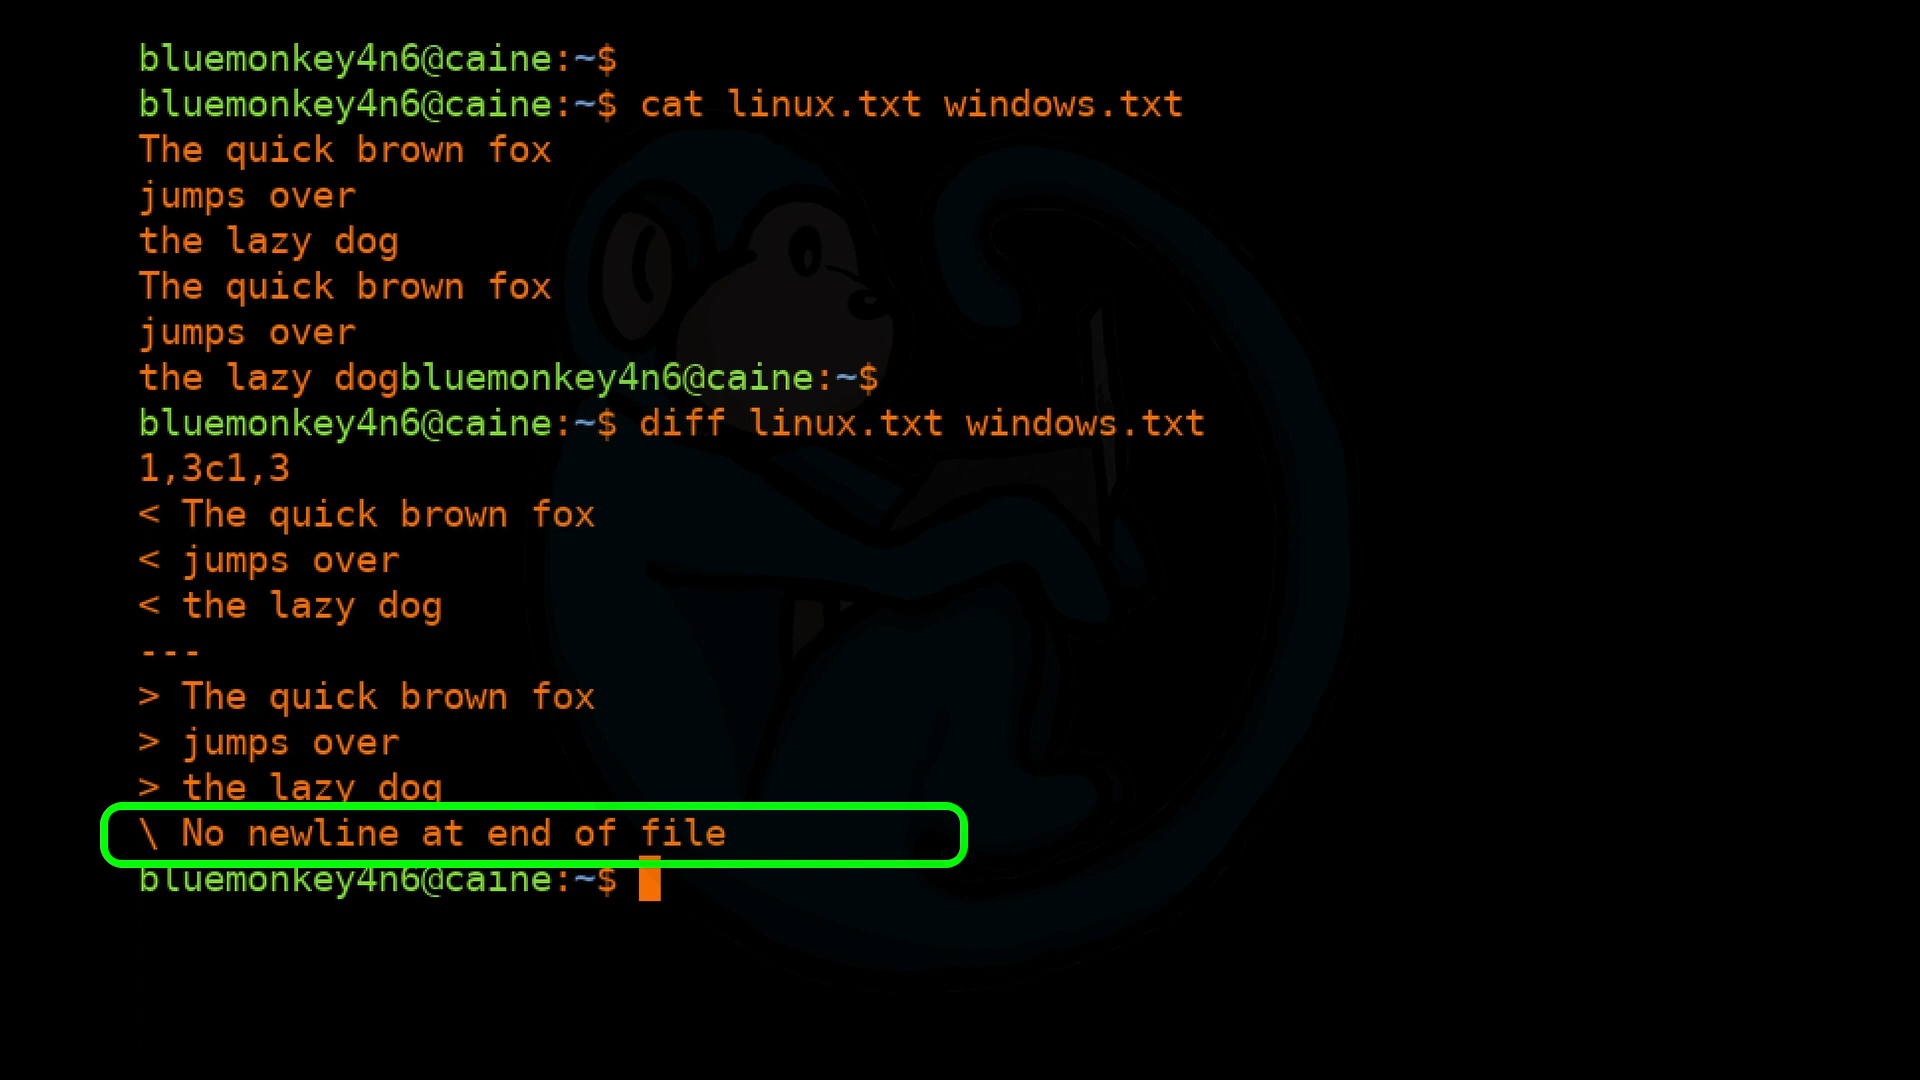 bluemonkey4n6@caine:~$
bluemonkey4n6@caine:~$ cat linux.txt windows.txt
The quick brown fox
jumps over
the lazy dog
The quick brown fox
jumps over
the lazy dogbluemonkey4n6@caine:~$
bluemonkey4n6@caine:~$ diff linux.txt windows.txt
1,3c1,3
< The quick brown fox
< jumps over
< the lazy dog
---
> The quick brown fox
> jumps over
> the lazy dog
\ No newline at end of file
bluemonkey4n6@caine:~$